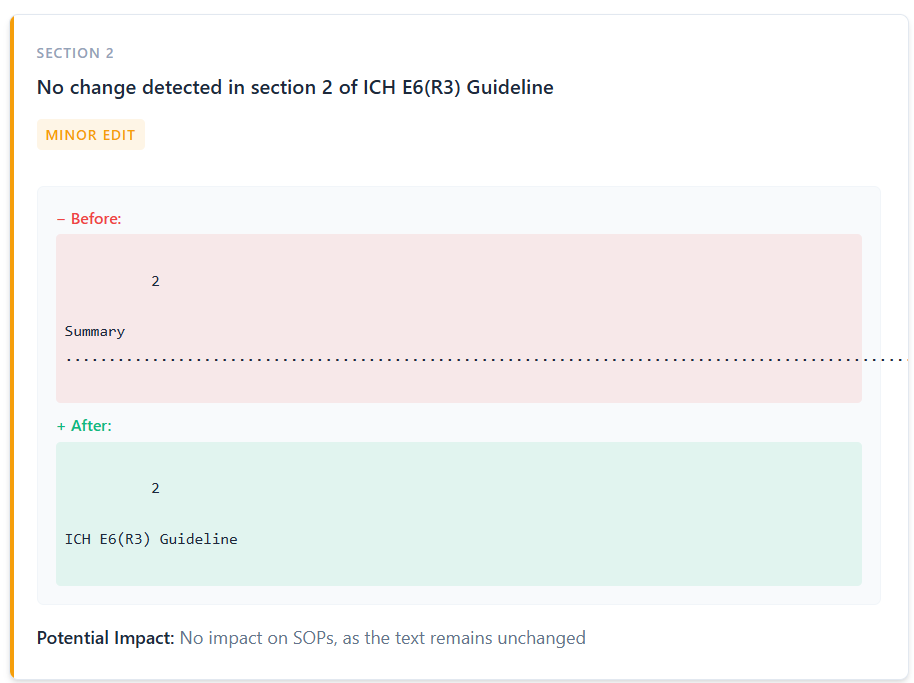 SECTION 2
No change detected in section 2 of ICH E6(R3) Guideline
MINOR EDIT
– Before:
2
Summary
....................................................................................................
+ After:
2
ICH E6(R3) Guideline
Potential Impact: No impact on SOPs, as the text remains unchanged